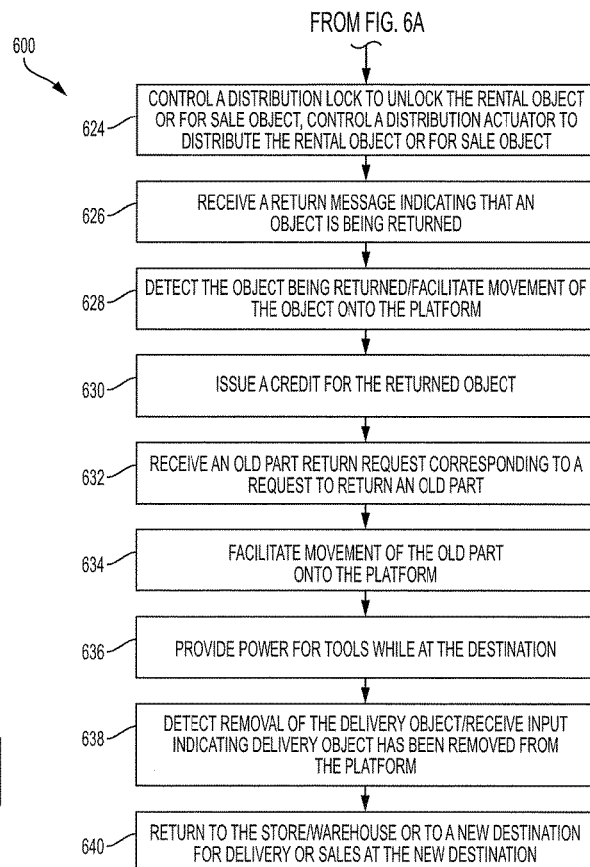 FROM FIG. 6A
600
624
CONTROL A DISTRIBUTION LOCK TO UNLOCK THE RENTAL OBJECT
OR FOR SALE OBJECT, CONTROL A DISTRIBUTION ACTUATOR TO
DISTRIBUTE THE RENTAL OBJECT OR FOR SALE OBJECT
626
RECEIVE A RETURN MESSAGE INDICATING THAT AN
OBJECT IS BEING RETURNED
628
DETECT THE OBJECT BEING RETURNED/FACILITATE MOVEMENT OF
THE OBJECT ONTO THE PLATFORM
630
ISSUE A CREDIT FOR THE RETURNED OBJECT
632
RECEIVE AN OLD PART RETURN REQUEST CORRESPONDING TO A
REQUEST TO RETURN AN OLD PART
634
FACILITATE MOVEMENT OF THE OLD PART
ONTO THE PLATFORM
636
PROVIDE POWER FOR TOOLS WHILE AT THE DESTINATION
638
DETECT REMOVAL OF THE DELIVERY OBJECT/RECEIVE INPUT
INDICATING DELIVERY OBJECT HAS BEEN REMOVED FROM
THE PLATFORM
640
RETURN TO THE STORE/WAREHOUSE OR TO A NEW DESTINATION
FOR DELIVERY OR SALES AT THE NEW DESTINATION